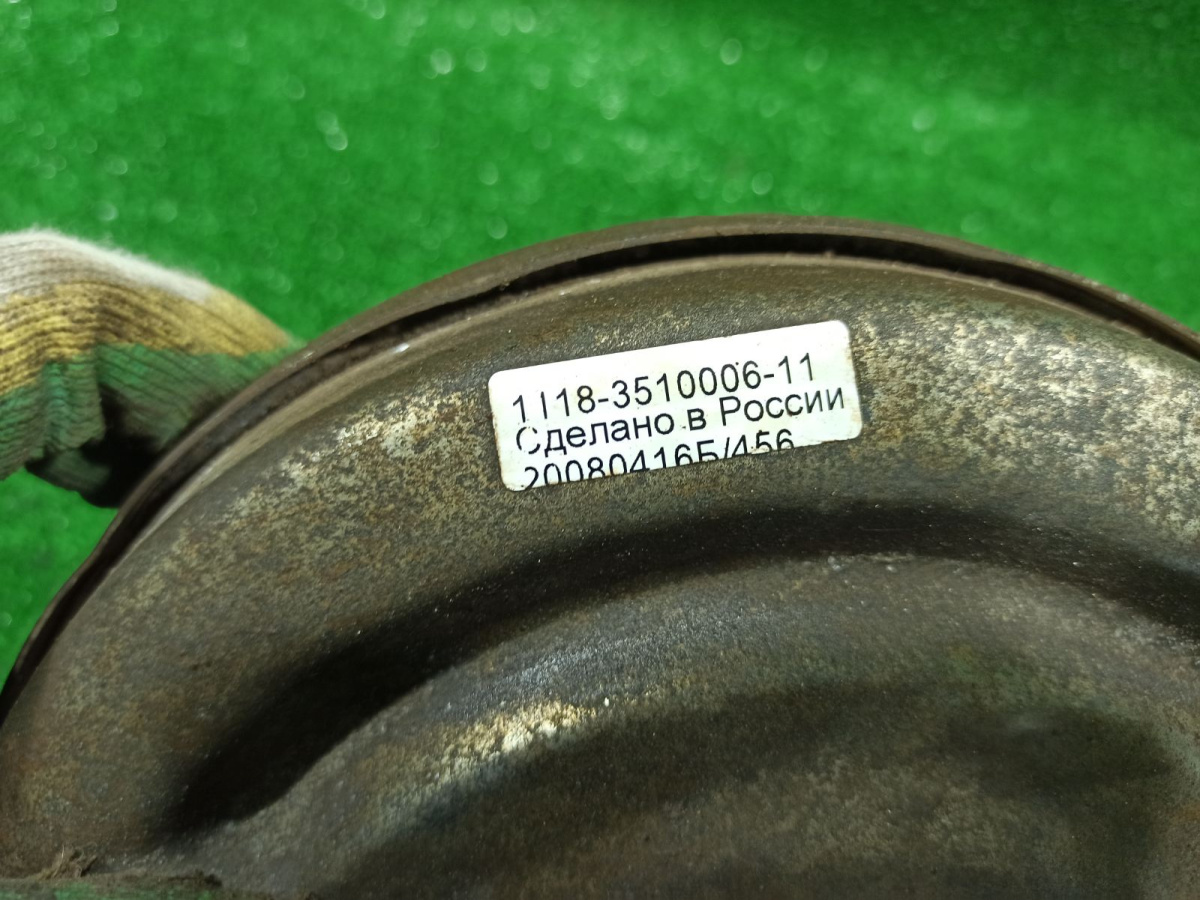 1118-3510006-11
Сделано в России
20080416Б/456